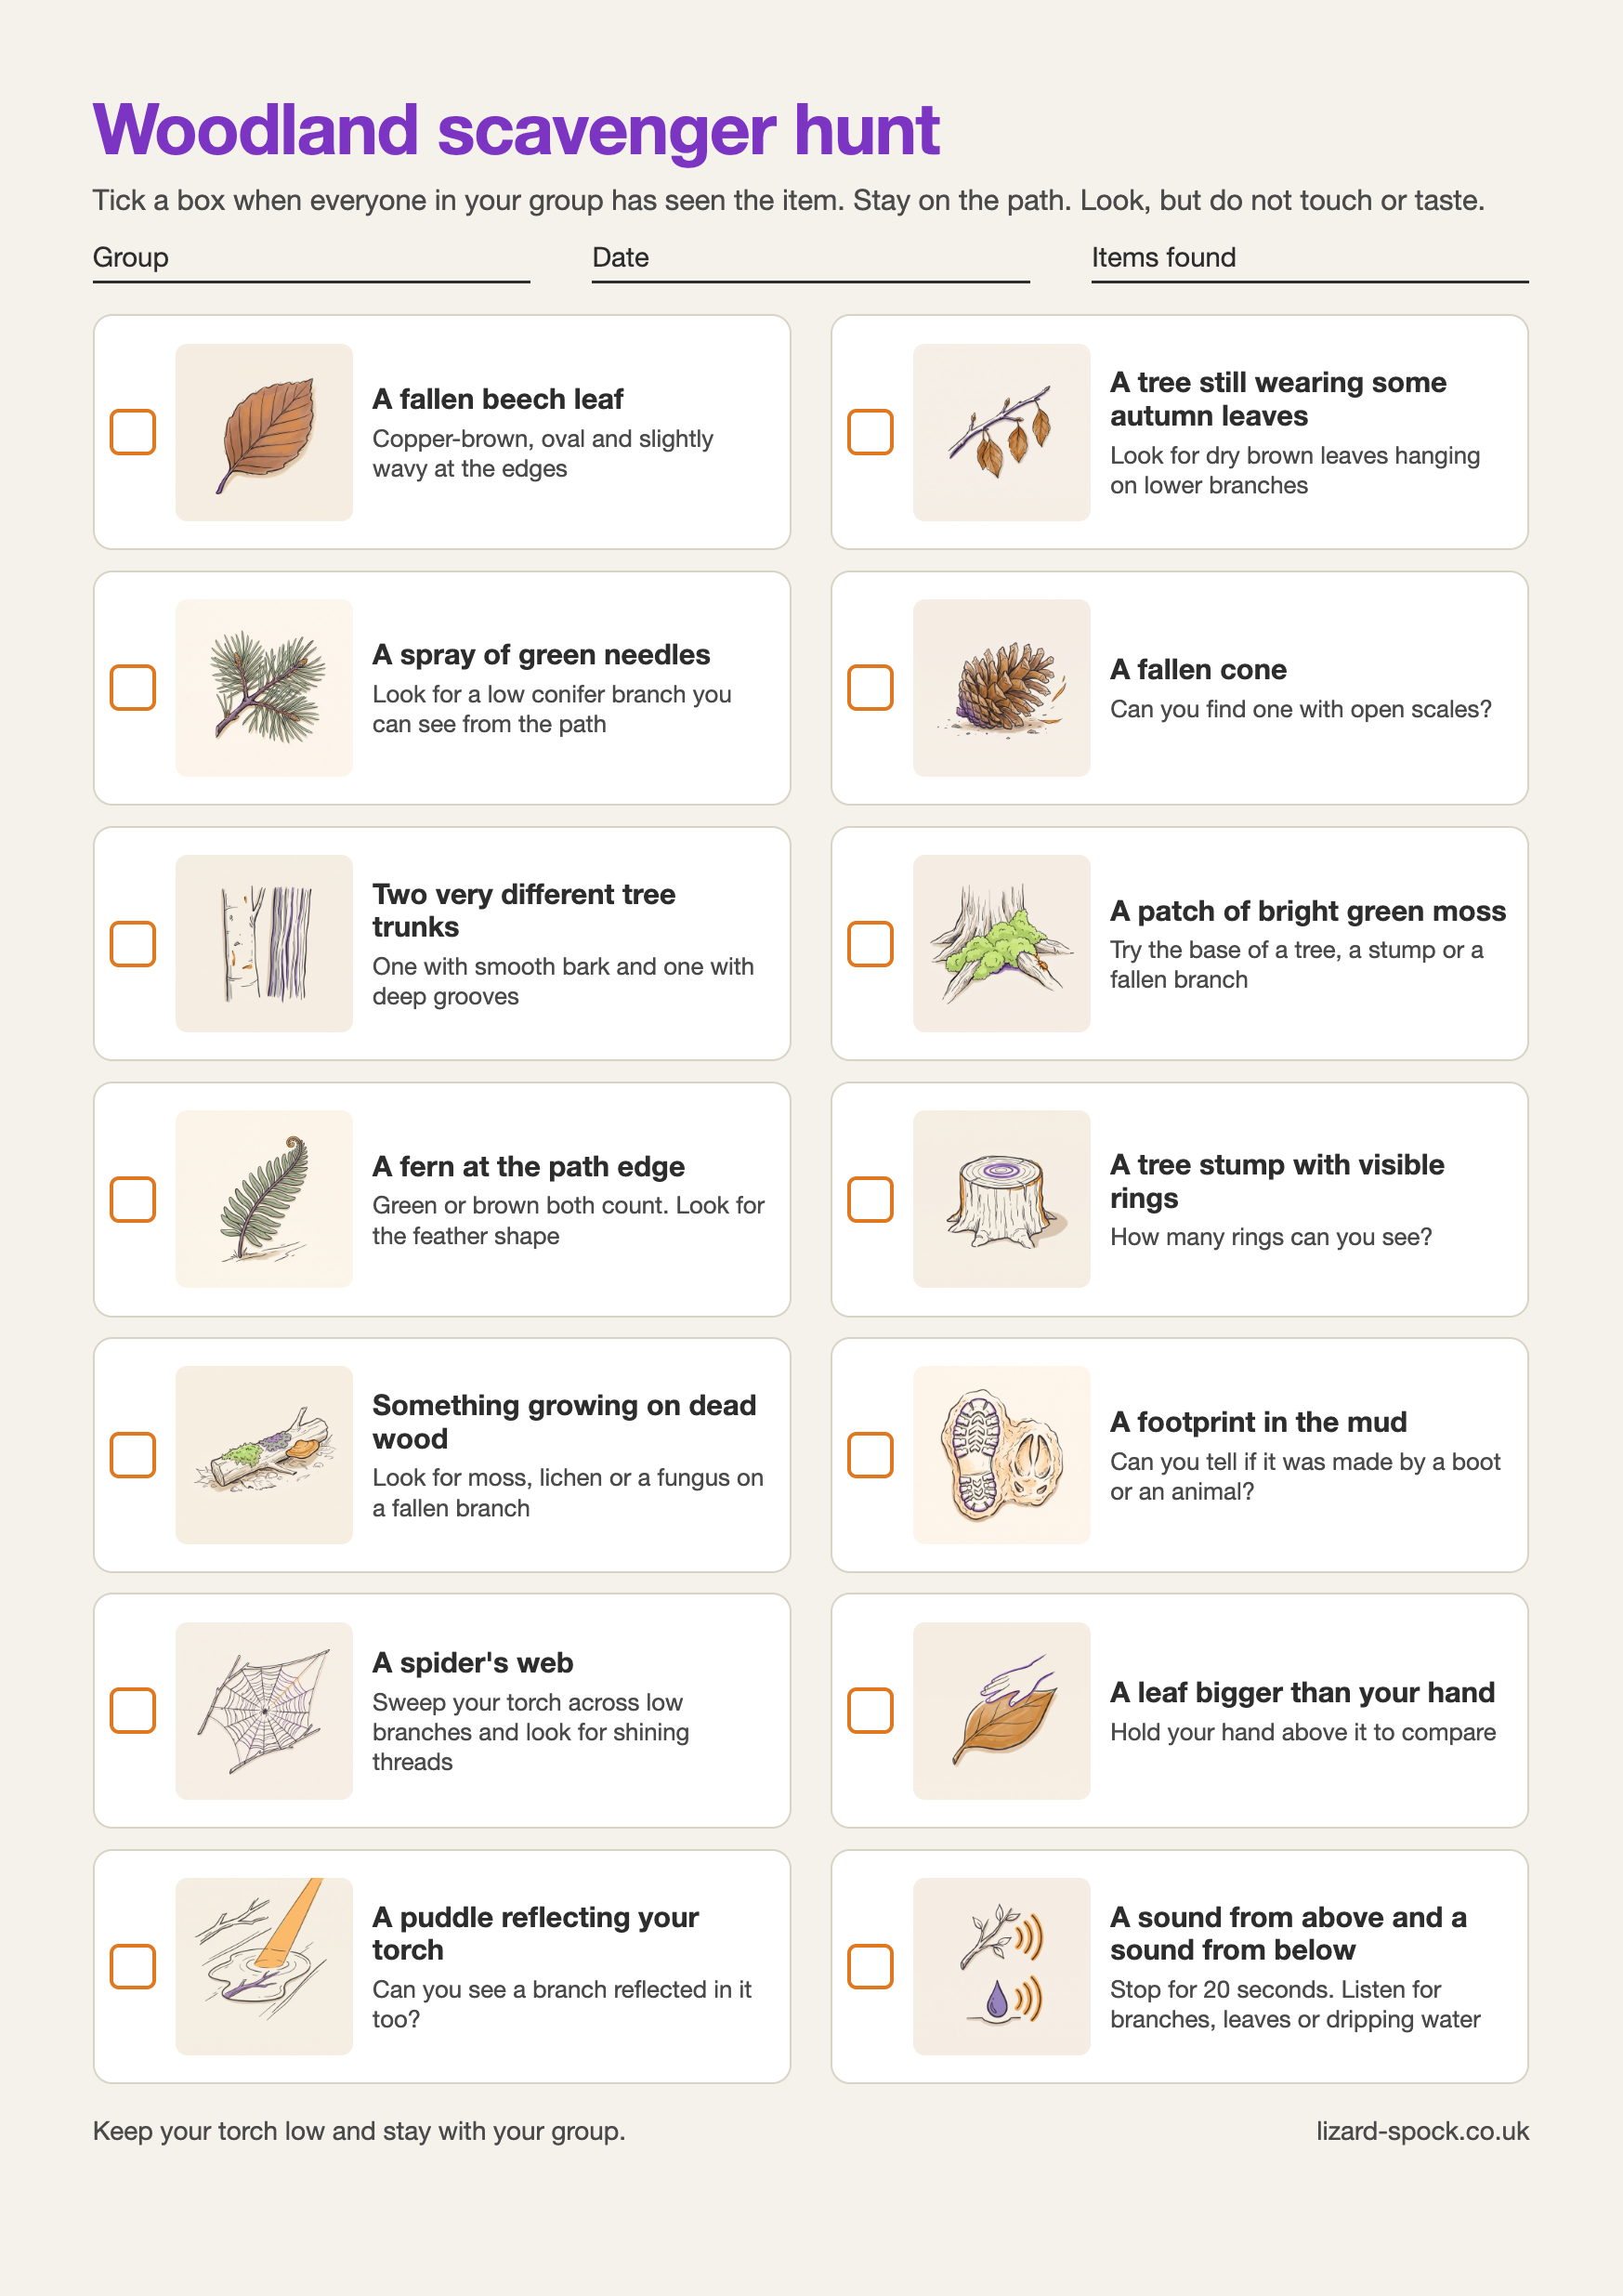 Woodland scavenger hunt
Tick a box when everyone in your group has seen the item. Stay on the path. Look, but do not touch or taste.
Group
Date
Items found
A fallen beech leaf
Copper-brown, oval and slightly
wavy at the edges
A tree still wearing some
autumn leaves
Look for dry brown leaves hanging
on lower branches
A spray of green needles
Look for a low conifer branch you
can see from the path
A fallen cone
Can you find one with open scales?
Two very different tree
trunks
One with smooth bark and one with
deep grooves
A patch of bright green moss
Try the base of a tree, a stump or a
fallen branch
A fern at the path edge
Green or brown both count. Look for
the feather shape
A tree stump with visible
rings
How many rings can you see?
Something growing on dead
wood
Look for moss, lichen or a fungus on
a fallen branch
A footprint in the mud
Can you tell if it was made by a boot
or an animal?
A spider's web
Sweep your torch across low
branches and look for shining
threads
A leaf bigger than your hand
Hold your hand above it to compare
A puddle reflecting your
torch
Can you see a branch reflected in it
too?
A sound from above and a
sound from below
Stop for 20 seconds. Listen for
branches, leaves or dripping water
Keep your torch low and stay with your group.
lizard-spock.co.uk